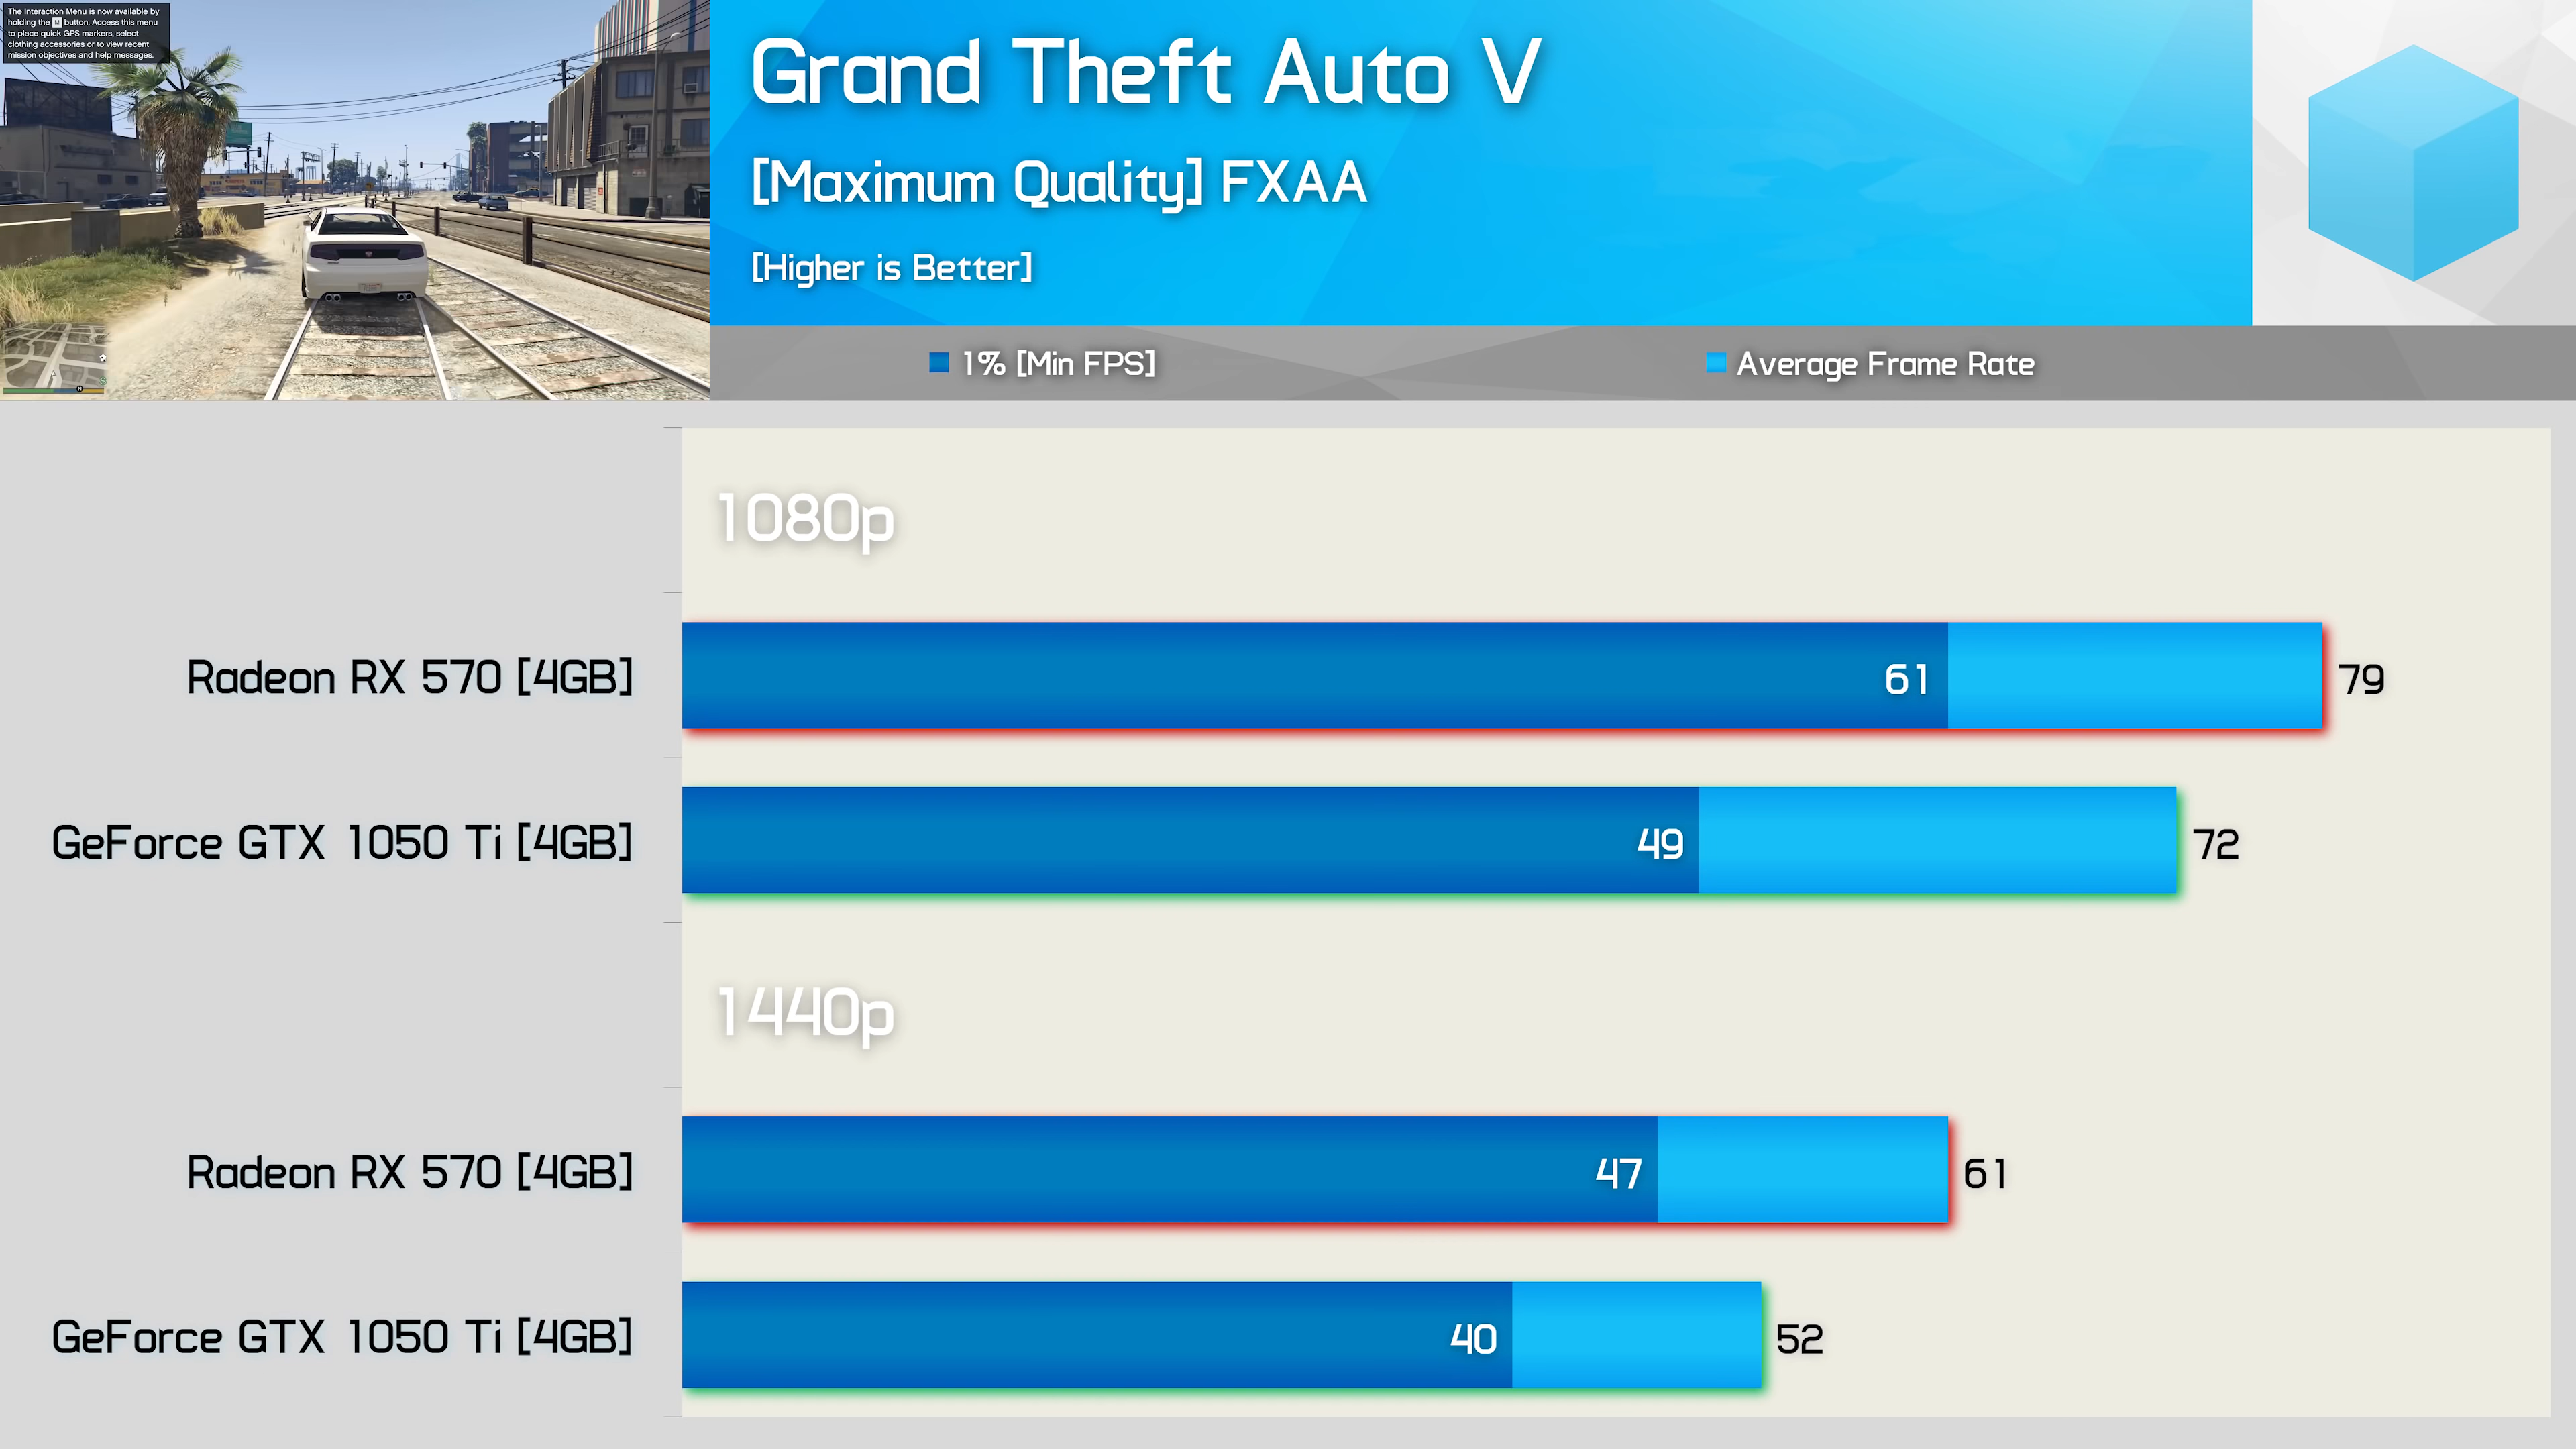 The Interaction Menu is now available by
holding the M button. Access this menu
to place quick GPS markers, select
clothing accessories or to view recent
mission objectives and help messages.
Grand Theft Auto V
[Maximum Quality] FXAA
[Higher is Better]
1% [Min FPS]
Average Frame Rate
1080p
Radeon RX 570 [4GB] 61 79
GeForce GTX 1050 Ti [4GB] 49 72
1440p
Radeon RX 570 [4GB] 47 61
GeForce GTX 1050 Ti [4GB] 40 52